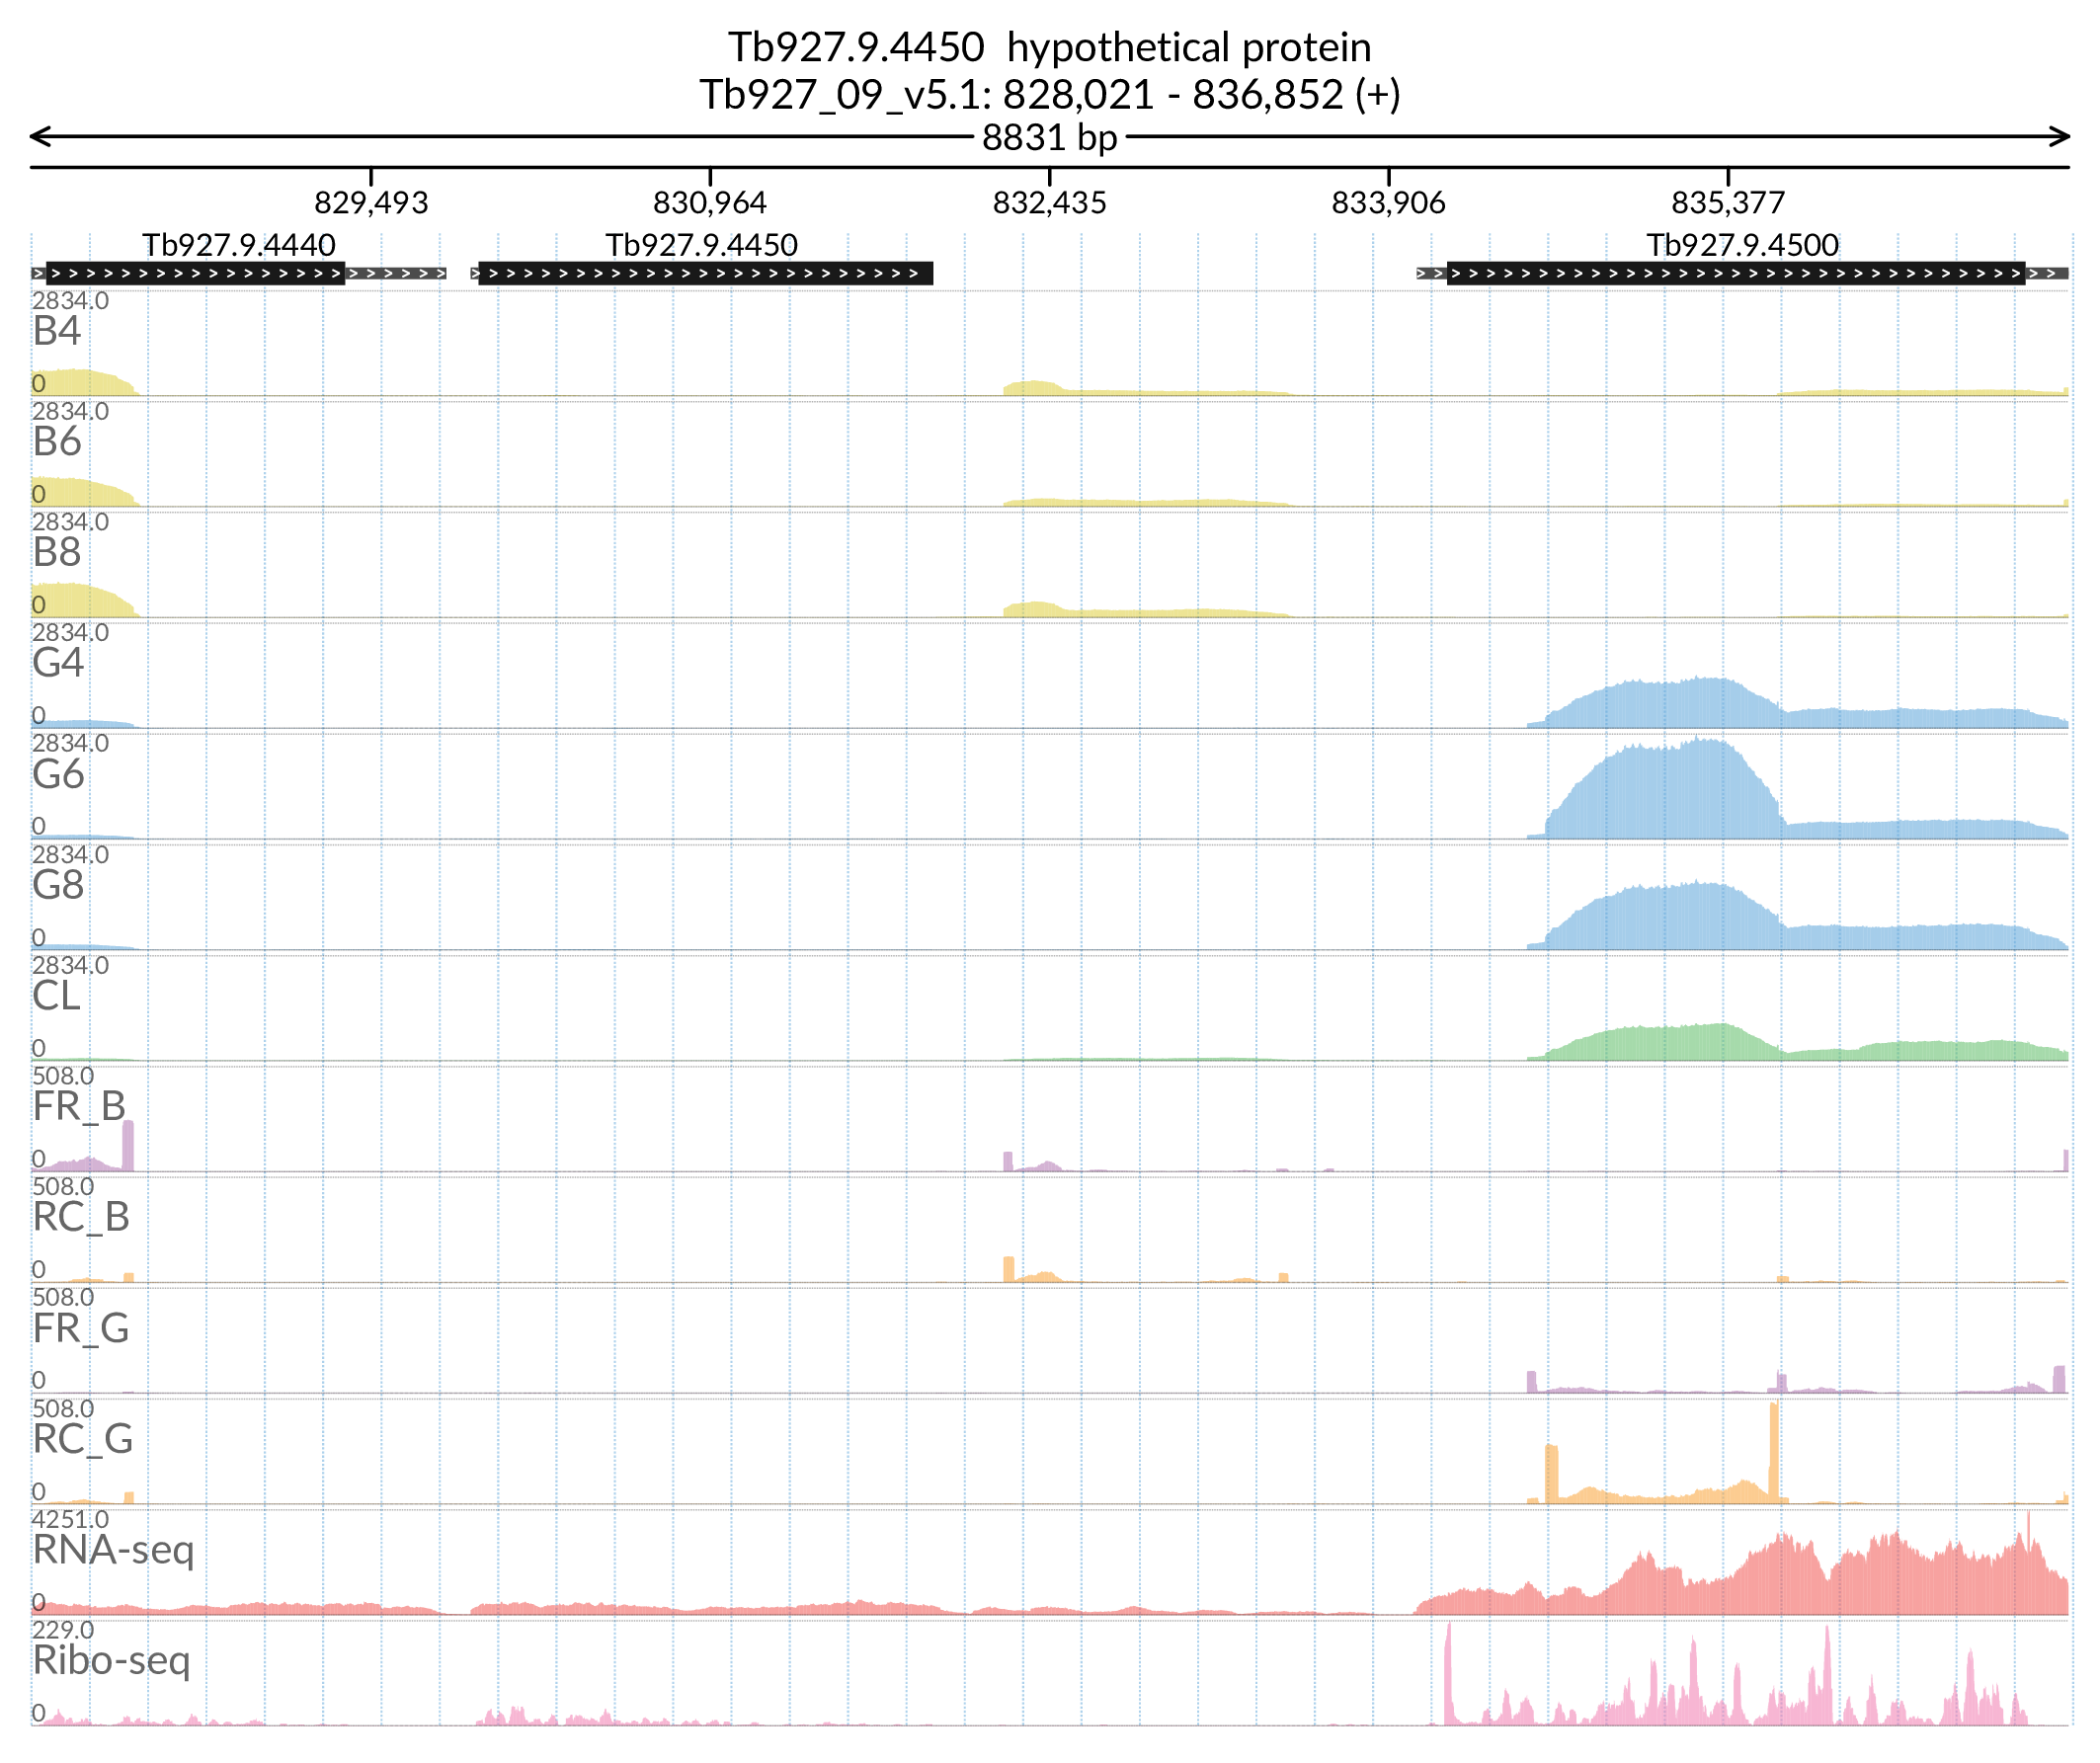 Tb927.9.4450  hypothetical protein
Tb927_09_v5.1: 828,021 - 836,852 (+)
8831 bp
829,493 830,964 832,435 833,906 835,377
Tb927.9.4440 Tb927.9.4450 Tb927.9.4500
2834.0
B4
0
2834.0
B6
0
2834.0
B8
0
2834.0
G4
0
2834.0
G6
0
2834.0
G8
0
2834.0
CL
0
508.0
FR_B
0
508.0
RC_B
0
508.0
FR_G
0
508.0
RC_G
0
4251.0
RNA-seq
0
229.0
Ribo-seq
0